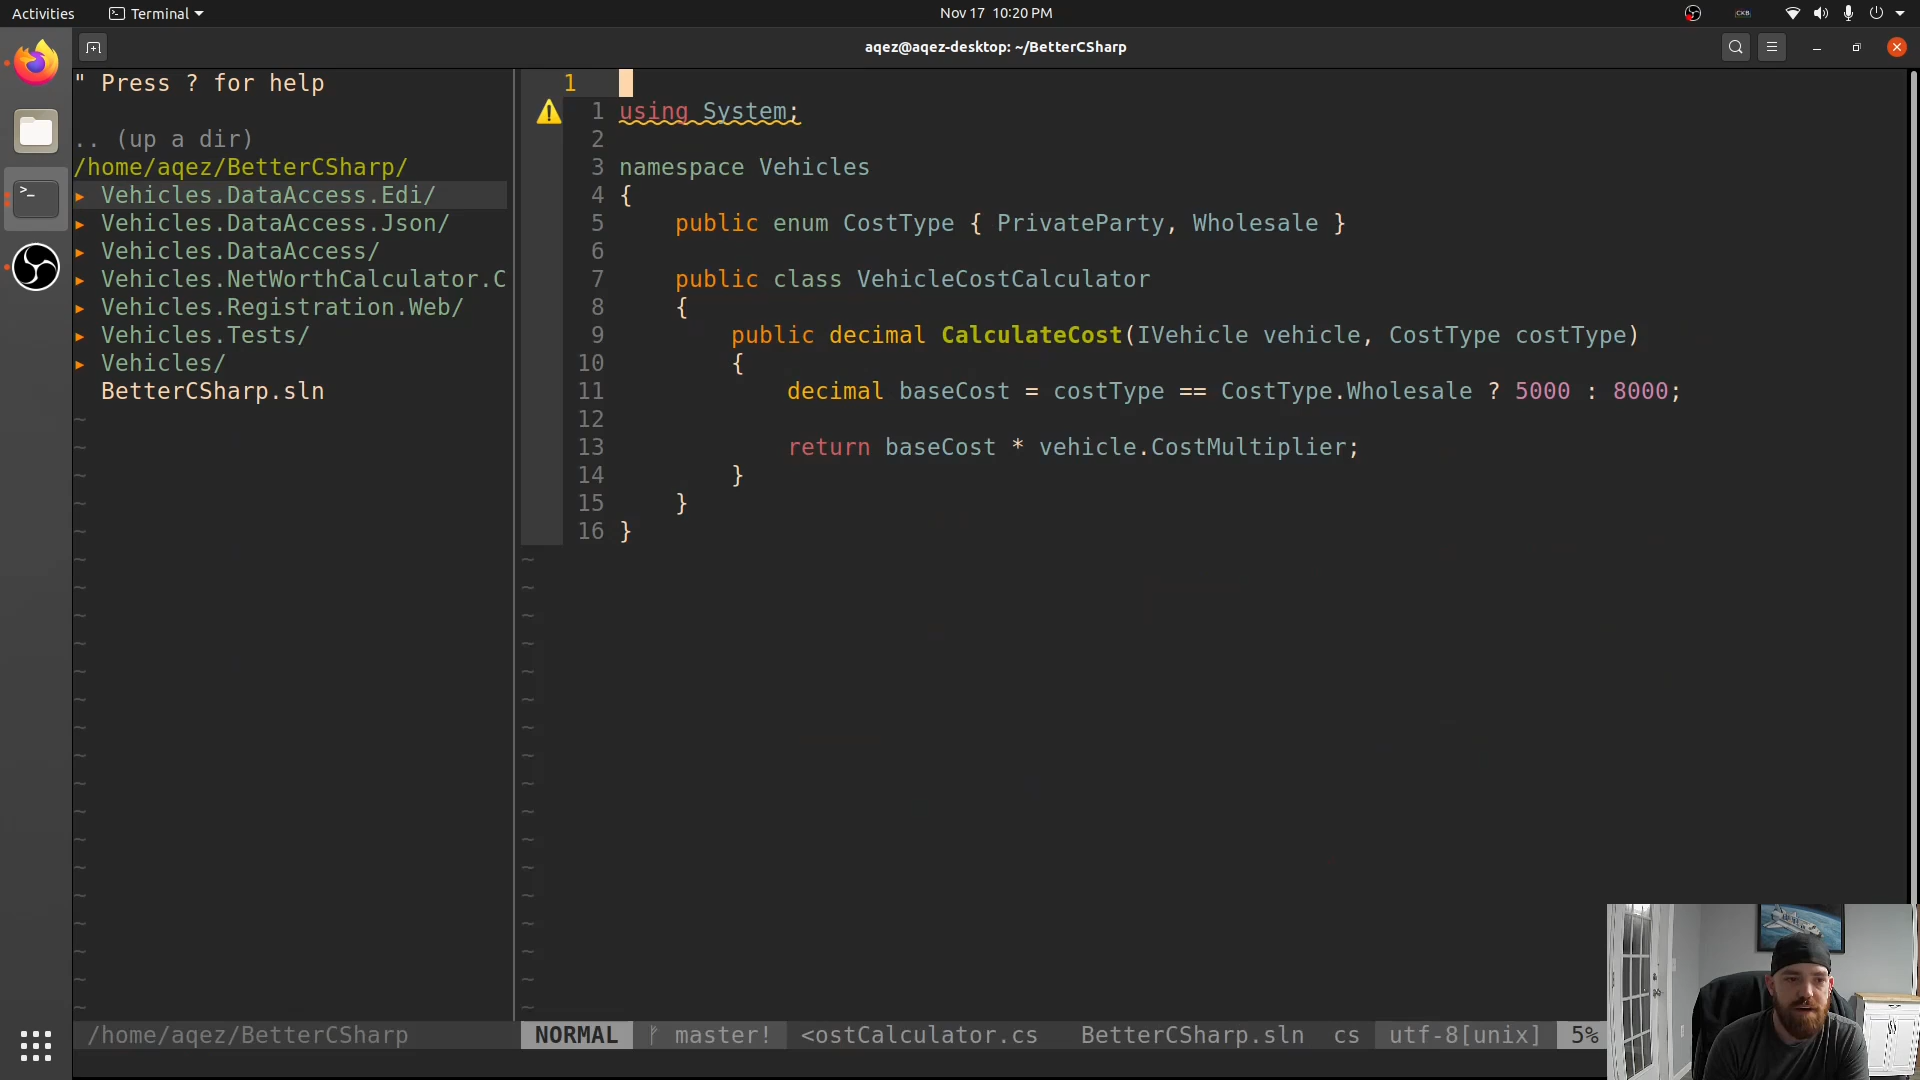 Activities
Terminal
Nov 17 10:20 PM
aqez@aqez-desktop: ~/BetterCSharp
" Press ? for help
.. (up a dir)
/home/aqez/BetterCSharp/
▸ Vehicles.DataAccess.Edi/
▸ Vehicles.DataAccess.Json/
▸ Vehicles.DataAccess/
▸ Vehicles.NetWorthCalculator.C
▸ Vehicles.Registration.Web/
▸ Vehicles.Tests/
▸ Vehicles/
BetterCSharp.sln
/home/aqez/BetterCSharp
1
1 using System;
2
3 namespace Vehicles
4 {
5 public enum CostType { PrivateParty, Wholesale }
6
7 public class VehicleCostCalculator
8 {
9 public decimal CalculateCost(IVehicle vehicle, CostType costType)
10 {
11 decimal baseCost = costType == CostType.Wholesale ? 5000 : 8000;
12
13 return baseCost * vehicle.CostMultiplier;
14 }
15 }
16 }
NORMAL master! <ostCalculator.cs BetterCSharp.sln cs utf-8[unix] 5%